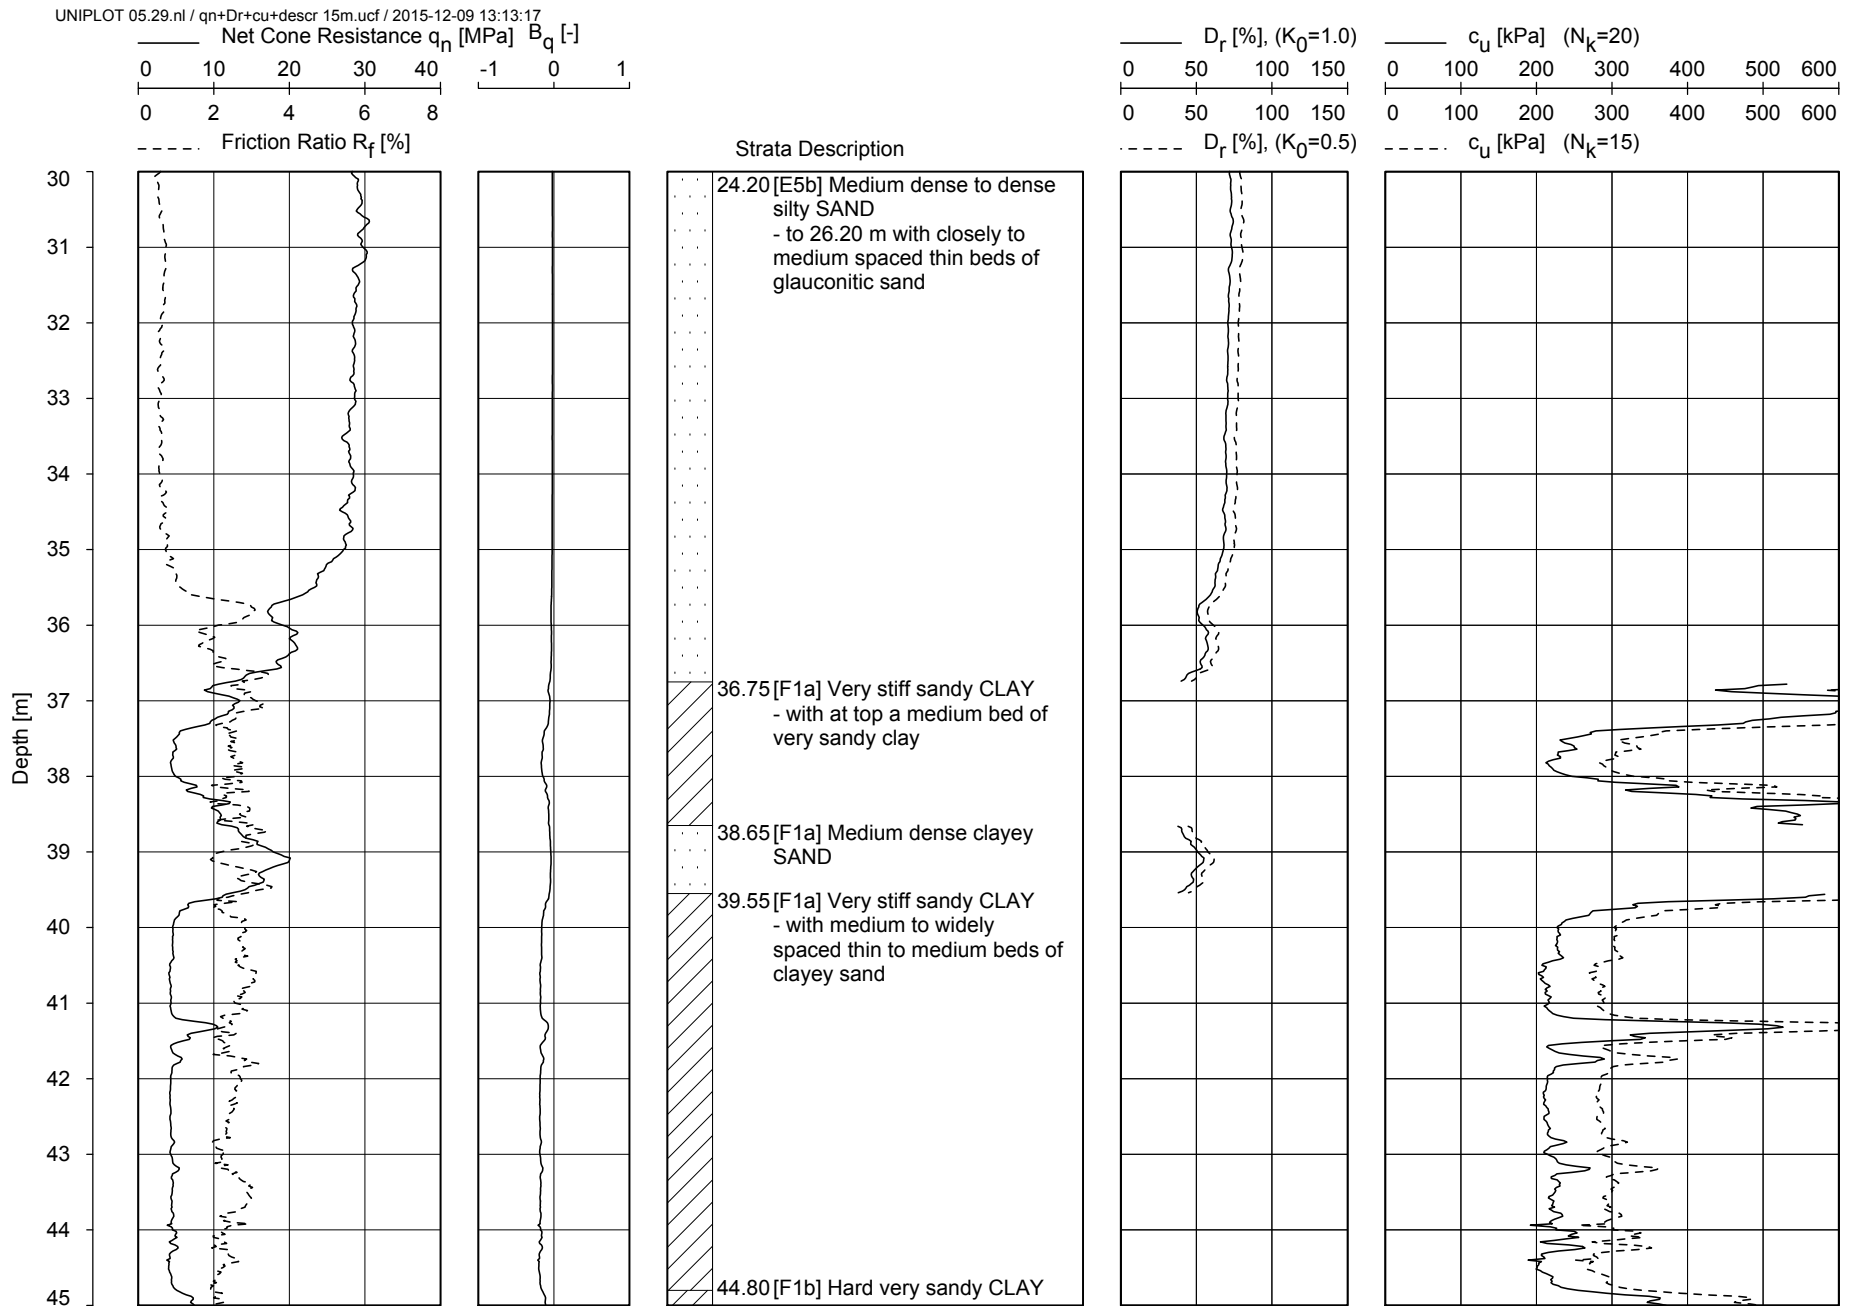 UNIPLOT 05.29.nl / qn+Dr+cu+descr 15m.ucf / 2015-12-09 13:13:17
Net Cone Resistance qn [MPa] Bq [-]
Dr [%], (K0=1.0)
cu [kPa] (Nk=20)
0 10 20 30 40
-1 0 1
0 50 100 150
0 100 200 300 400 500 600
0 2 4 6 8
0 50 100 150
0 100 200 300 400 500 600
Friction Ratio Rf [%]
Strata Description
Dr [%], (K0=0.5)
cu [kPa] (Nk=15)
Depth [m]
30
31
32
33
34
35
36
37
38
39
40
41
42
43
44
45
24.20 [E5b] Medium dense to dense
silty SAND
- to 26.20 m with closely to
medium spaced thin beds of
glauconitic sand
36.75 [F1a] Very stiff sandy CLAY
- with at top a medium bed of
very sandy clay
38.65 [F1a] Medium dense clayey
SAND
39.55 [F1a] Very stiff sandy CLAY
- with medium to widely
spaced thin to medium beds of
clayey sand
44.80 [F1b] Hard very sandy CLAY